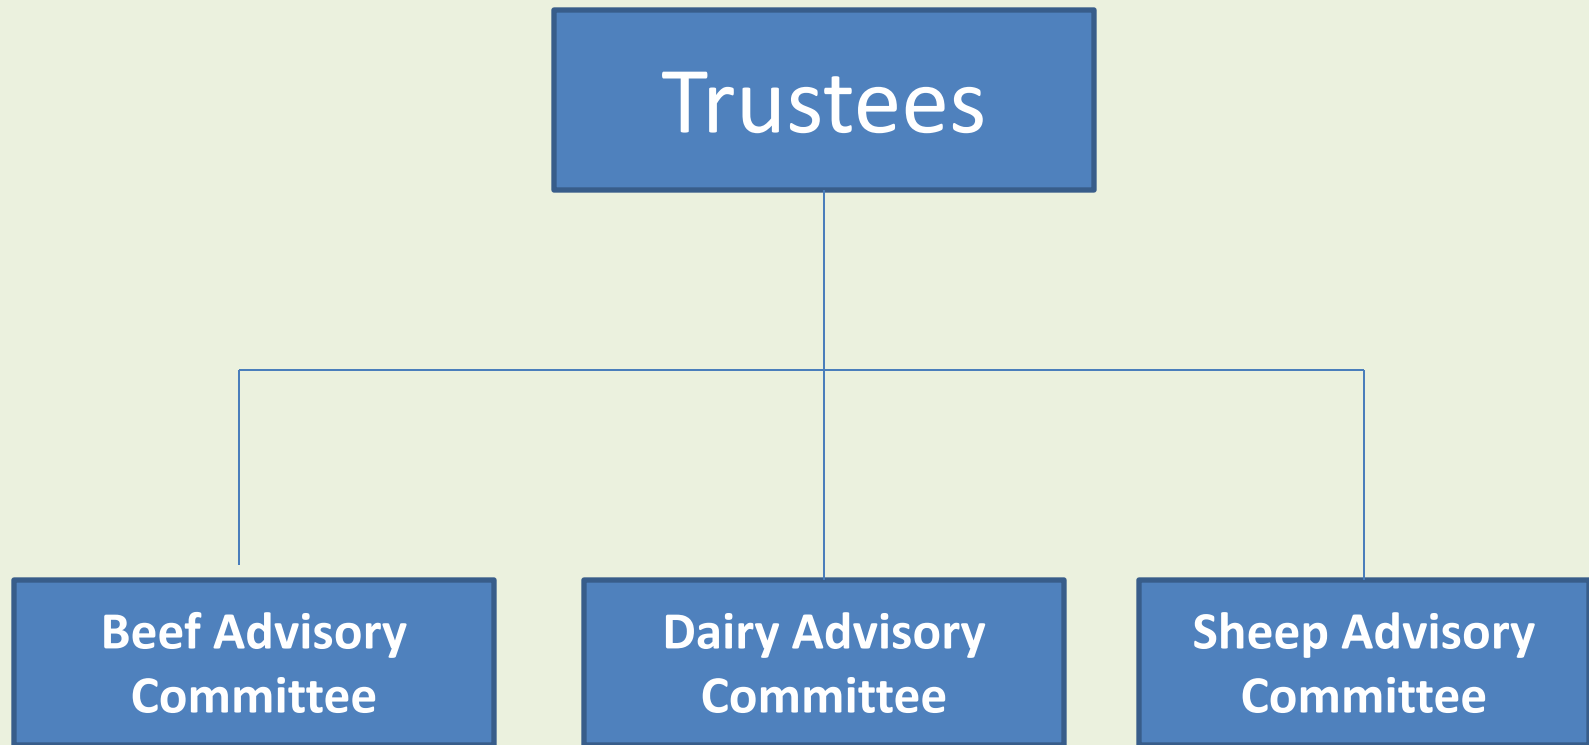 Trustees
Beef Advisory
Committee
Dairy Advisory
Committee
Sheep Advisory
Committee